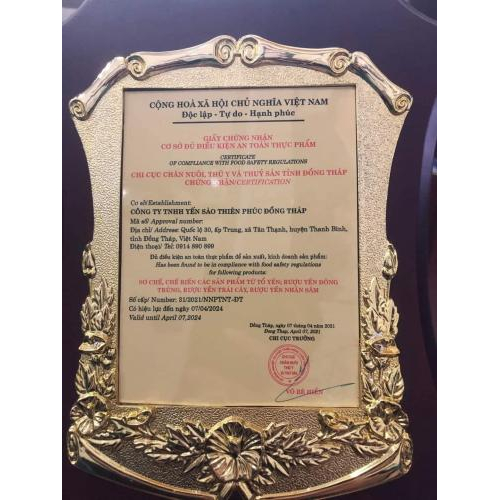 CỘNG HOÀ XÃ HỘI CHỦ NGHĨA VIỆT NAM
Độc lập - Tự do - Hạnh phúc
GIẤY CHỨNG NHẬN
CƠ SỞ ĐỦ ĐIỀU KIỆN AN TOÀN THỰC PHẨM
CERTIFICATE
OF COMPLIANCE WITH FOOD SAFETY REGULATIONS
CHI CỤC CHĂN NUÔI, THÚ Y VÀ THUỶ SẢN TỈNH ĐỒNG THÁP
CHỨNG NHẬN/CERTIFICATION
Cơ sở/Establishment:
CÔNG TY TNHH YẾN SÀO THIÊN PHÚC ĐỒNG THÁP
Mã số/ Approval number:
Địa chỉ/ Address: Quốc lộ 30, ấp Trung, xã Tân Thạnh, huyện Thanh Bình,
tỉnh Đồng Tháp, Việt Nam
Điện thoại/ Tel: 0914 890 899
Đủ điều kiện an toàn thực phẩm để sản xuất, kinh doanh sản phẩm:
Has been found to be in compliance with food safety regulations
for following products:
SƠ CHẾ, CHẾ BIẾN CÁC SẢN PHẨM TỪ TỔ YẾN; RƯỢU YẾN ĐÔNG
TRÙNG, RƯỢU YẾN TRÁI CÂY, RƯỢU YẾN NHÂN SÂM
Số cấp/ Number: 51/2021/NNPTNT-ĐT
Có hiệu lực đến ngày 07/04/2024
Valid until April 07,2024
Đồng Tháp, ngày 07 tháng 04 năm 2021
Dong Thap, April 07, 2021
CHI CỤC TRƯỞNG
CHI CỤC
CHĂN NUÔI
THÚ Y
VÕ BÉ HIỀN